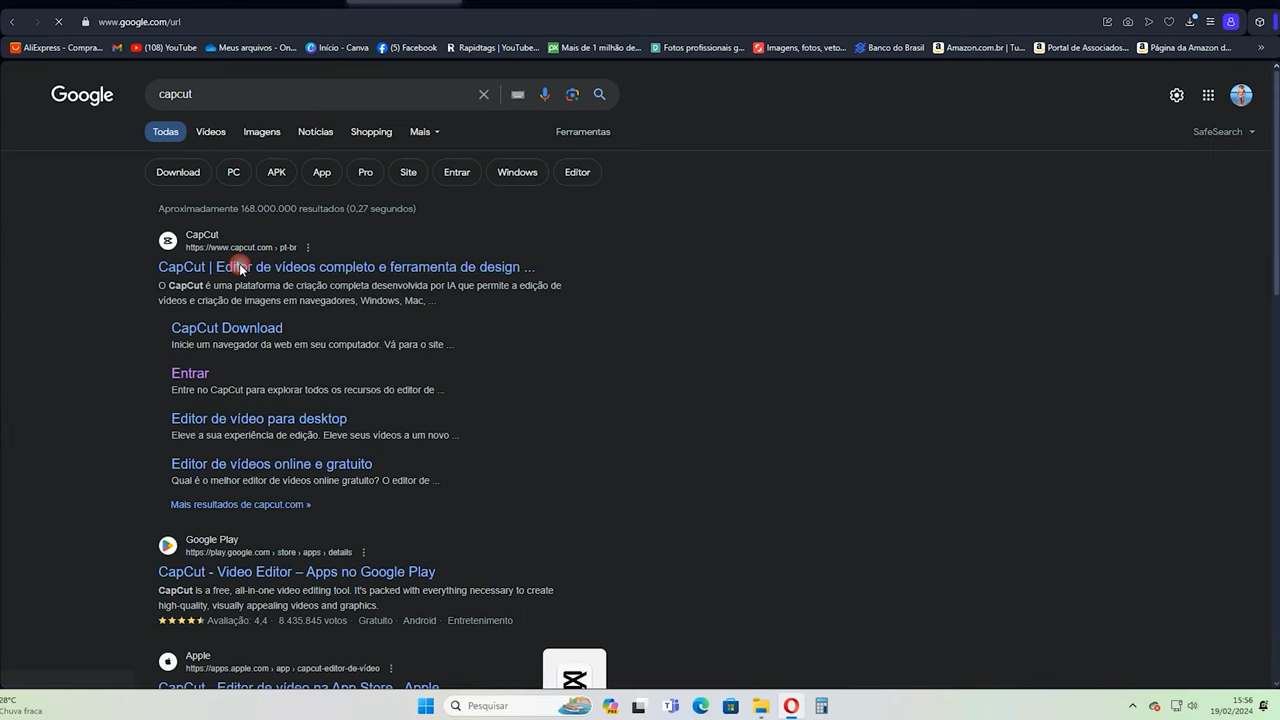 www.google.com/url
AliExpress - Compra...
(108) YouTube
Meus arquivos - On...
Início - Canva
(5) Facebook
Rapidtags | YouTube...
Mais de 1 milhão de...
Fotos profissionais g...
Imagens, fotos, veto...
Banco do Brasil
Amazon.com.br | Tu...
Portal de Associados...
Página da Amazon d...
Google
capcut
Todas
Vídeos
Imagens
Notícias
Shopping
Mais
Ferramentas
SafeSearch
Download
PC
APK
App
Pro
Site
Entrar
Windows
Editor
Aproximadamente 168.000.000 resultados (0,27 segundos)
CapCut
https://www.capcut.com › pt-br
CapCut | Editor de vídeos completo e ferramenta de design ...
O CapCut é uma plataforma de criação completa desenvolvida por IA que permite a edição de
vídeos e criação de imagens em navegadores, Windows, Mac, ...
CapCut Download
Inicie um navegador da web em seu computador. Vá para o site ...
Entrar
Entre no CapCut para explorar todos os recursos do editor de ...
Editor de vídeo para desktop
Eleve a sua experiência de edição. Eleve seus vídeos a um novo ...
Editor de vídeos online e gratuito
Qual é o melhor editor de vídeos online gratuito? O editor de ...
Mais resultados de capcut.com »
Google Play
https://play.google.com › store › apps › details
CapCut - Video Editor – Apps no Google Play
CapCut is a free, all-in-one video editing tool. It's packed with everything necessary to create
high-quality, visually appealing videos and graphics.
Avaliação: 4,4 · 8.435.845 votos · Gratuito · Android · Entretenimento
Apple
https://apps.apple.com › app › capcut-editor-de-vídeo
CapCut - Editor de vídeo na App Store - Apple
28°C
Chuva fraca
Pesquisar
15:56
19/02/2024